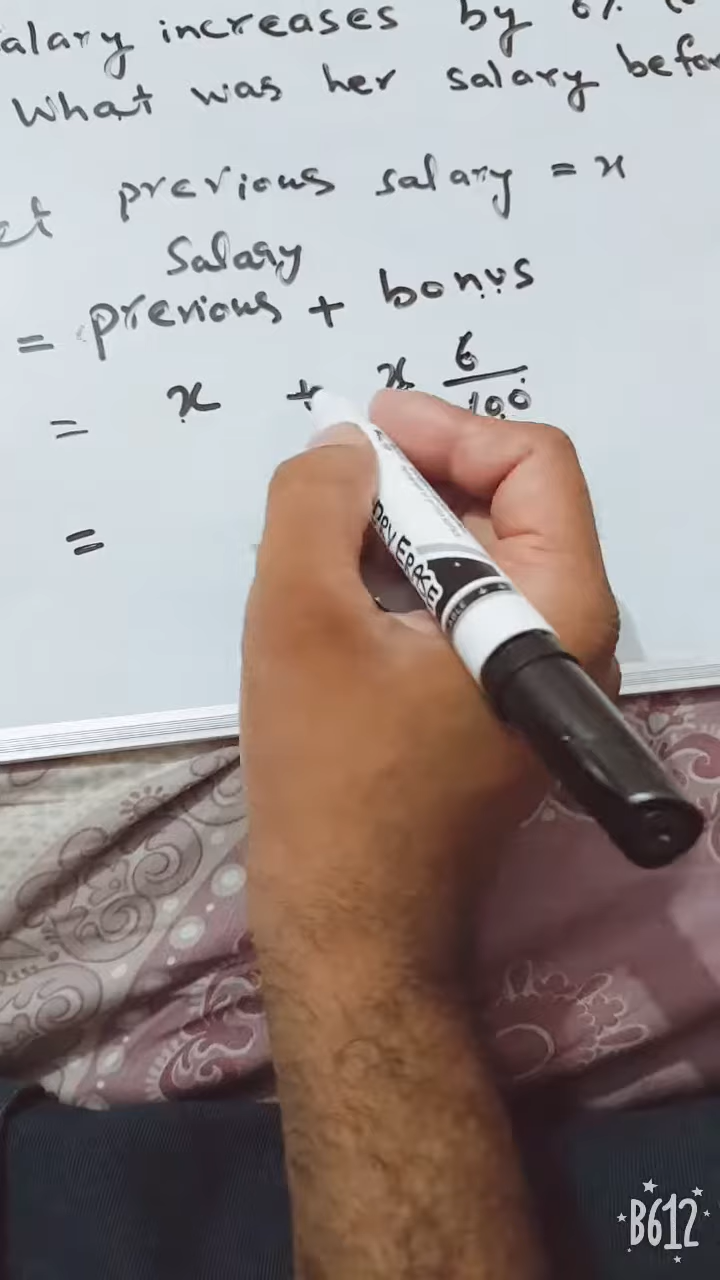 alary increases by 6%
What was her salary befor
et previous salary = x
Salary
= previous + bonus
= x + x 6/100
=
DRY ERASE
B612